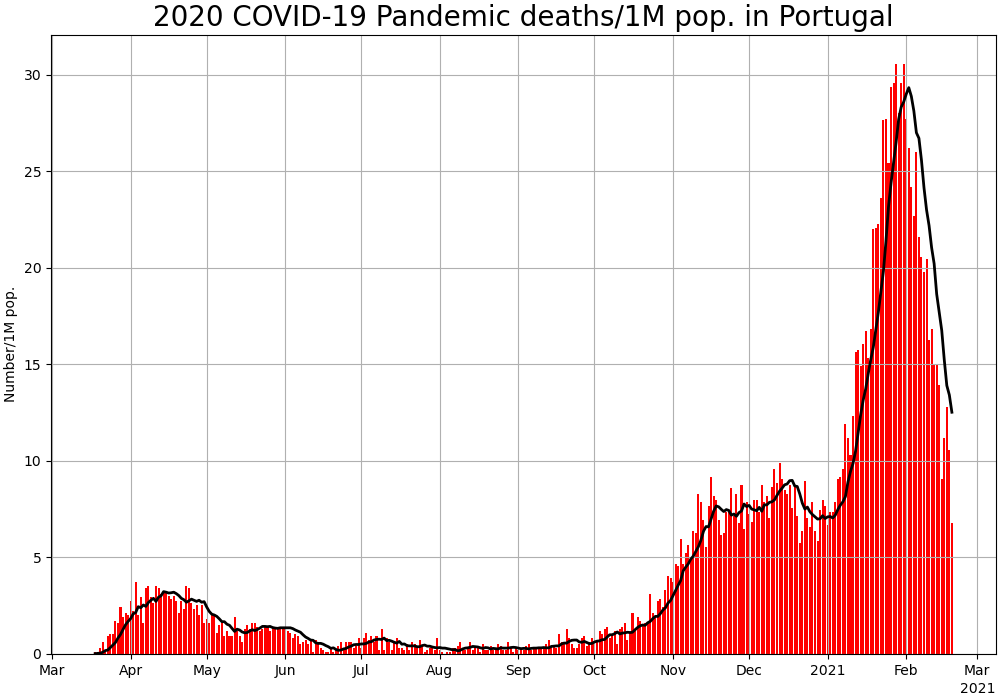 2020 COVID-19 Pandemic deaths/1M pop. in Portugal
Number/1M pop.
30
25
20
15
10
5
0
Mar Apr May Jun Jul Aug Sep Oct Nov Dec 2021 Feb Mar
2021